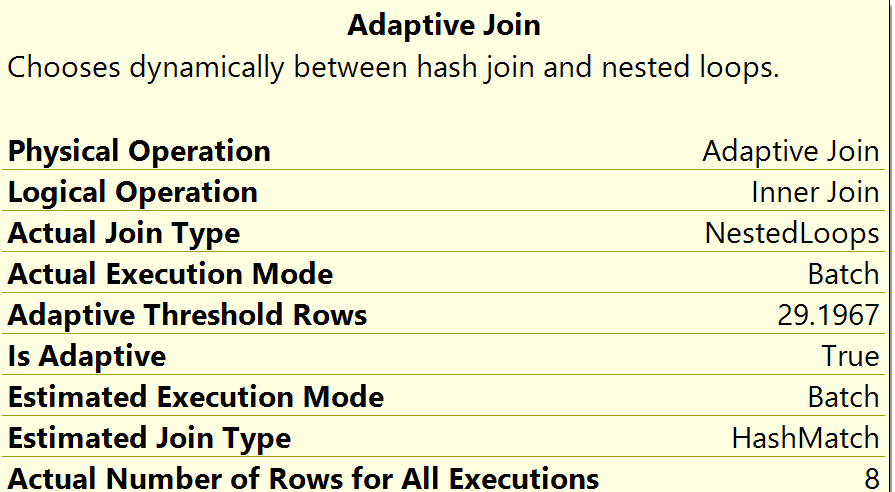 Adaptive Join
Chooses dynamically between hash join and nested loops.
Physical Operation Adaptive Join
Logical Operation Inner Join
Actual Join Type NestedLoops
Actual Execution Mode Batch
Adaptive Threshold Rows 29.1967
Is Adaptive True
Estimated Execution Mode Batch
Estimated Join Type HashMatch
Actual Number of Rows for All Executions 8